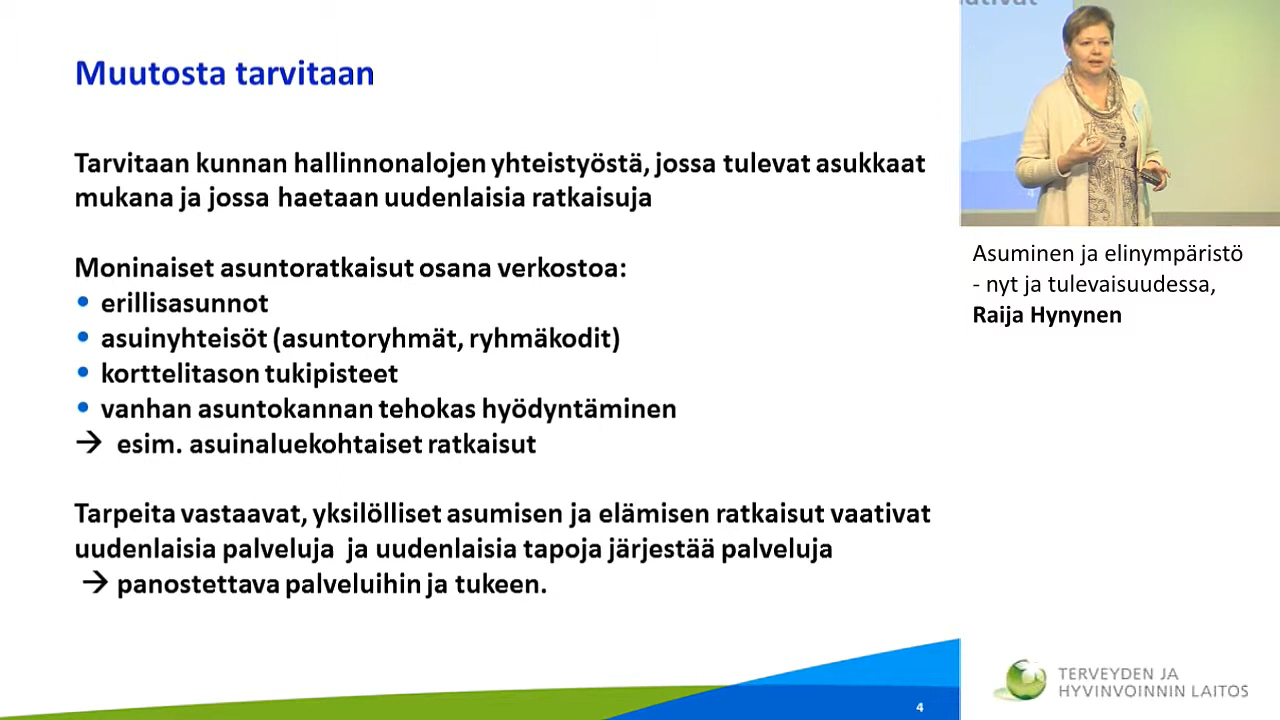 Muutosta tarvitaan
Tarvitaan kunnan hallinnonalojen yhteistyöstä, jossa tulevat asukkaat
mukana ja jossa haetaan uudenlaisia ratkaisuja
Moninaiset asuntoratkaisut osana verkostoa:
• erillisasunnot
• asuinyhteisöt (asuntoryhmät, ryhmäkodit)
• korttelitason tukipisteet
• vanhan asuntokannan tehokas hyödyntäminen
→ esim. asuinaluekohtaiset ratkaisut
Tarpeita vastaavat, yksilölliset asumisen ja elämisen ratkaisut vaativat
uudenlaisia palveluja ja uudenlaisia tapoja järjestää palveluja
→ panostettava palveluihin ja tukeen.
4
Asuminen ja elinympäristö
- nyt ja tulevaisuudessa,
Raija Hynynen
4
TERVEYDEN JA
HYVINVOINNIN LAITOS